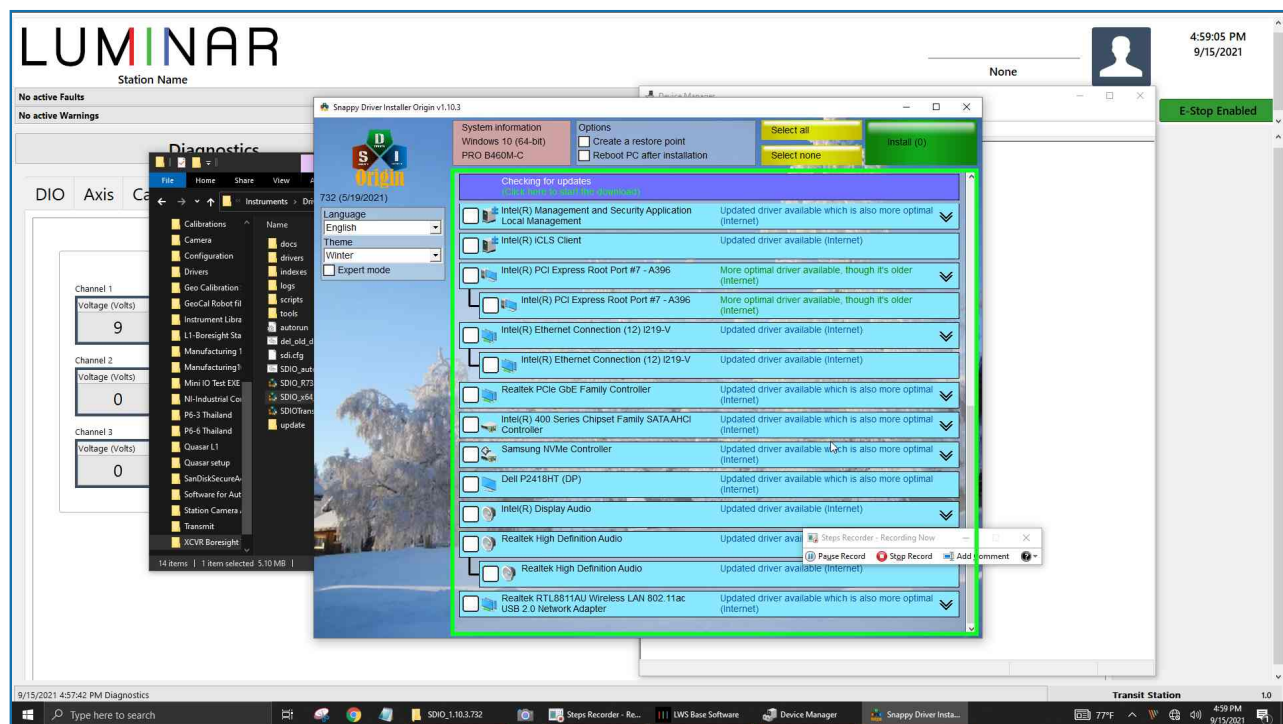 LUMINAR
Station Name
None
4:59:05 PM
9/15/2021
No active Faults
No active Warnings
E-Stop Enabled
Device Manager
Diagnostics
DIO
Axis
Channel 1
Voltage (Volts)
9
Channel 2
Voltage (Volts)
0
Channel 3
Voltage (Volts)
0
File
Home
Share
View
Instruments
Calibrations
Camera
Configuration
Drivers
Geo Calibration
GeoCal Robot fil
Instrument Libra
L1-Boresight Sta
Manufacturing 1
Manufacturing1
Mini IO Test EXE
NI-Industrial Co
P6-3 Thailand
P6-6 Thailand
Quasar L1
Quasar setup
SanDiskSecureA
Software for Aut
Station Camera
Transmit
XCVR Boresight
Name
docs
drivers
indexes
logs
scripts
tools
autorun
del_old_d
sdi.cfg
SDIO_aut
SDIO_R73
SDIO_x64
SDIOTran
update
14 items
1 item selected 5.10 MB
Snappy Driver Installer Origin v1.10.3
S D I
Origin
732 (5/19/2021)
Language
English
Theme
Winter
Expert mode
System information
Windows 10 (64-bit)
PRO B460M-C
Options
Create a restore point
Reboot PC after installation
Select all
Select none
Install (0)
Checking for updates
(Click here to start the download)
Intel(R) Management and Security Application Local Management
Updated driver available which is also more optimal (Internet)
Intel(R) iCLS Client
Updated driver available (Internet)
Intel(R) PCI Express Root Port #7 - A396
More optimal driver available, though it's older (Internet)
Intel(R) PCI Express Root Port #7 - A396
More optimal driver available, though it's older (Internet)
Intel(R) Ethernet Connection (12) I219-V
Updated driver available (Internet)
Intel(R) Ethernet Connection (12) I219-V
Updated driver available (Internet)
Realtek PCIe GbE Family Controller
Updated driver available which is also more optimal (Internet)
Intel(R) 400 Series Chipset Family SATA AHCI Controller
Updated driver available which is also more optimal (Internet)
Samsung NVMe Controller
Updated driver available which is also more optimal (Internet)
Dell P2418HT (DP)
Updated driver available which is also more optimal (Internet)
Intel(R) Display Audio
Updated driver available (Internet)
Realtek High Definition Audio
Updated driver
Realtek High Definition Audio
Updated driver available (Internet)
Realtek RTL8811AU Wireless LAN 802.11ac USB 2.0 Network Adapter
Updated driver available which is also more optimal (Internet)
Steps Recorder - Recording Now
Pause Record
Stop Record
Add Comment
9/15/2021 4:57:42 PM Diagnostics
Transit Station
1.0
Type here to search
SDIO_1.10.3.732
Steps Recorder - Re...
LWS Base Software
Device Manager
Snappy Driver Insta...
77°F
4:59 PM
9/15/2021